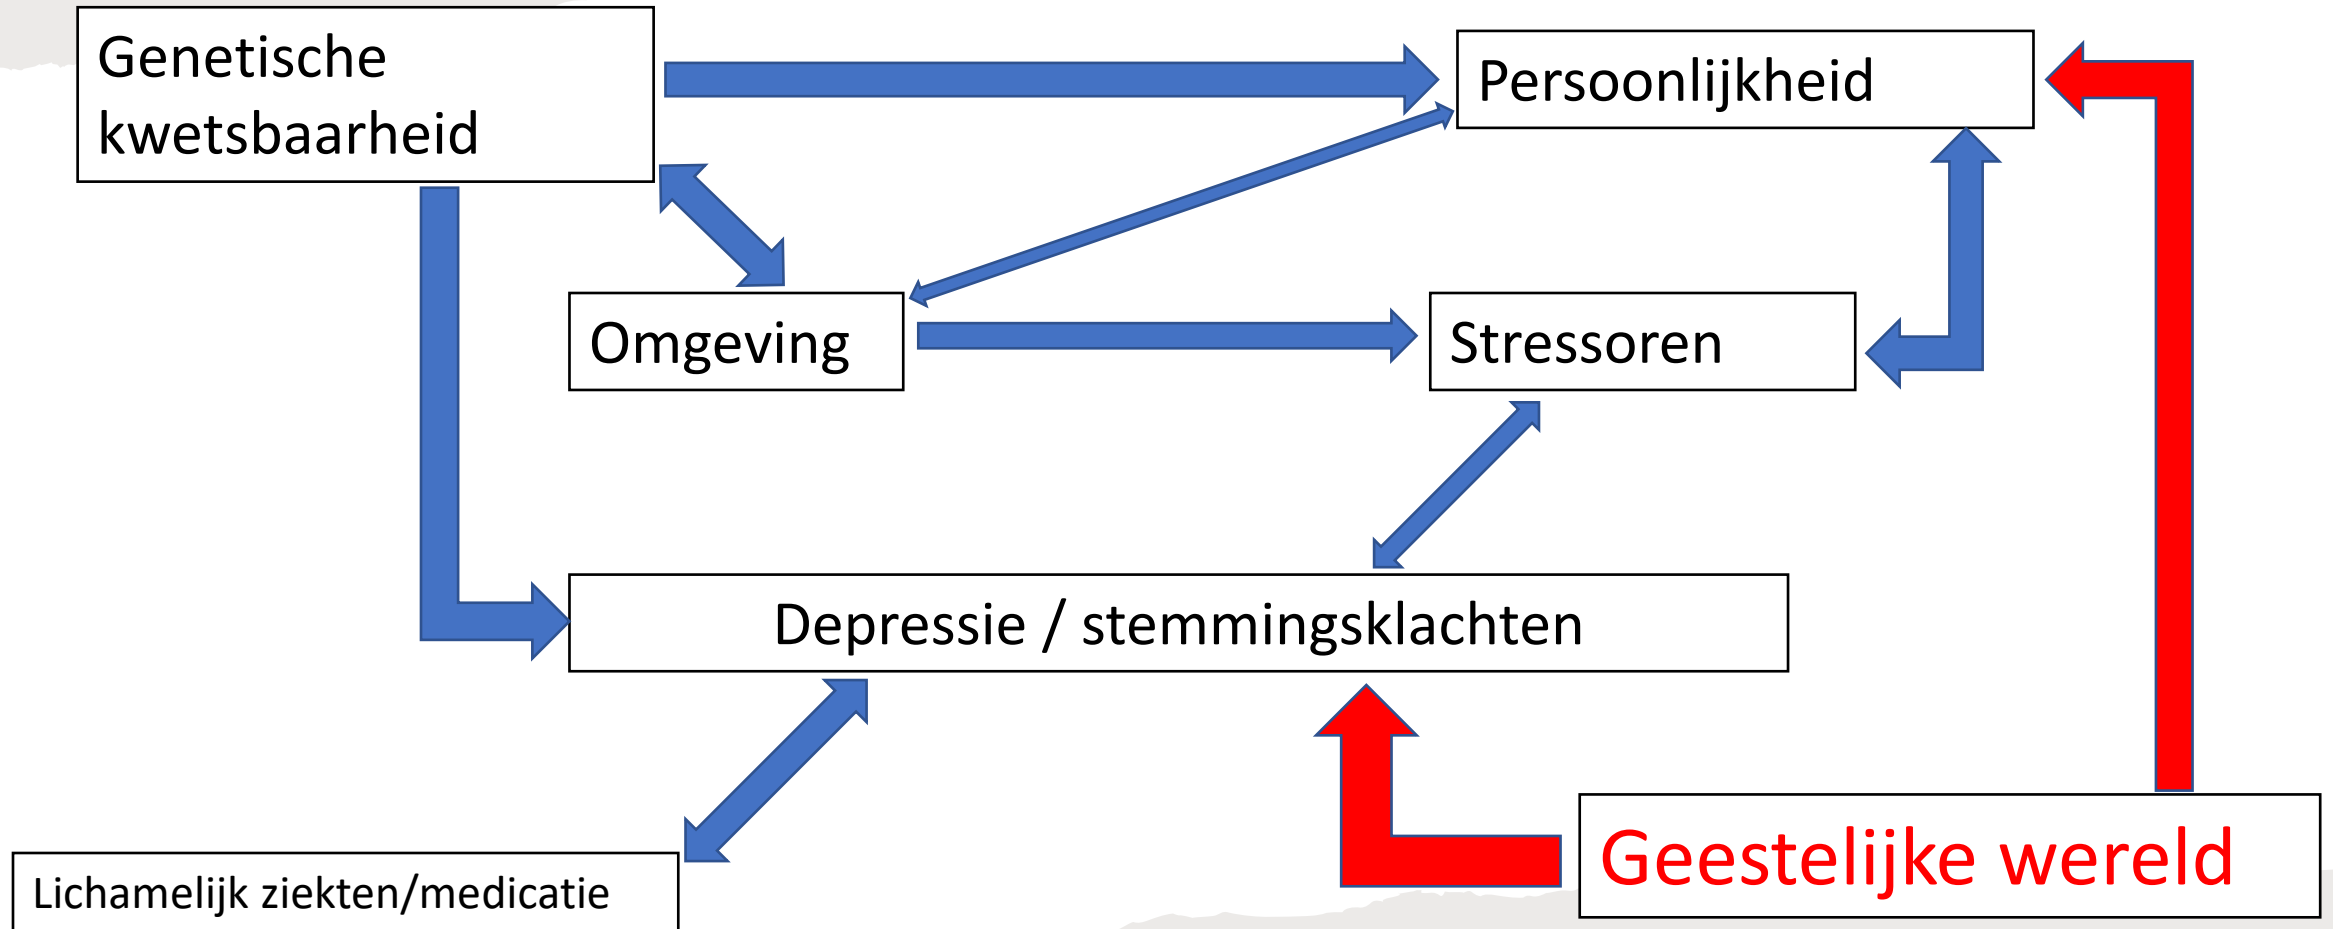 Genetische
kwetsbaarheid
Persoonlijkheid
Omgeving
Stressoren
Depressie / stemmingsklachten
Geestelijke wereld
Lichamelijk ziekten/medicatie